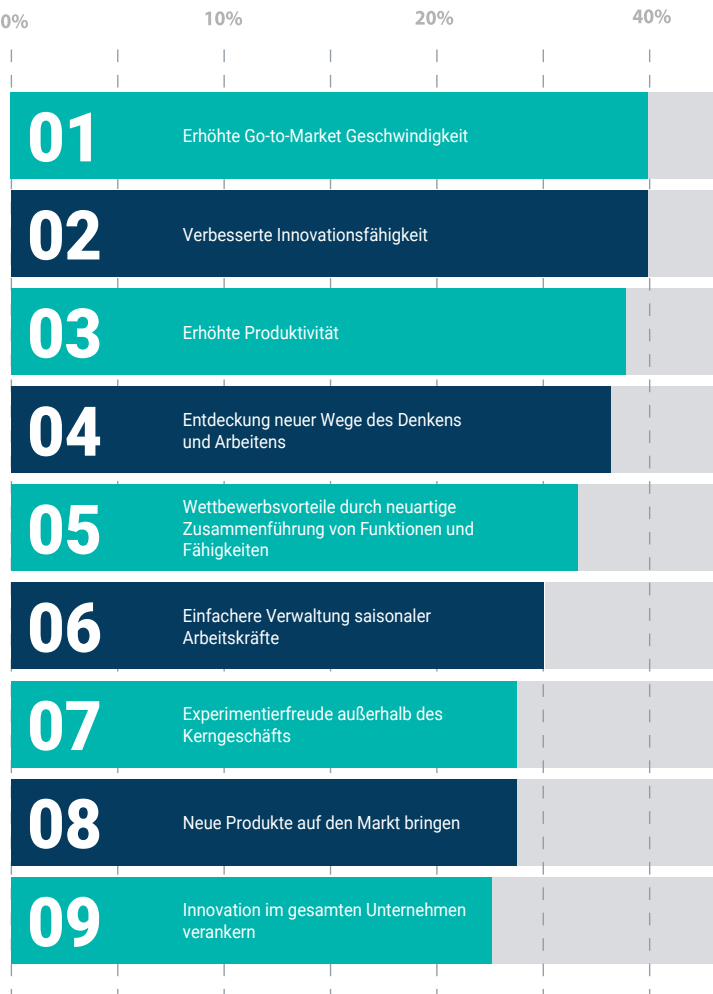 0% 10% 20% 40%
01 Erhöhte Go-to-Market Geschwindigkeit
02 Verbesserte Innovationsfähigkeit
03 Erhöhte Produktivität
04 Entdeckung neuer Wege des Denkens
und Arbeitens
05 Wettbewerbsvorteile durch neuartige
Zusammenführung von Funktionen und
Fähigkeiten
06 Einfachere Verwaltung saisonaler
Arbeitskräfte
07 Experimentierfreude außerhalb des
Kerngeschäfts
08 Neue Produkte auf den Markt bringen
09 Innovation im gesamten Unternehmen
verankern